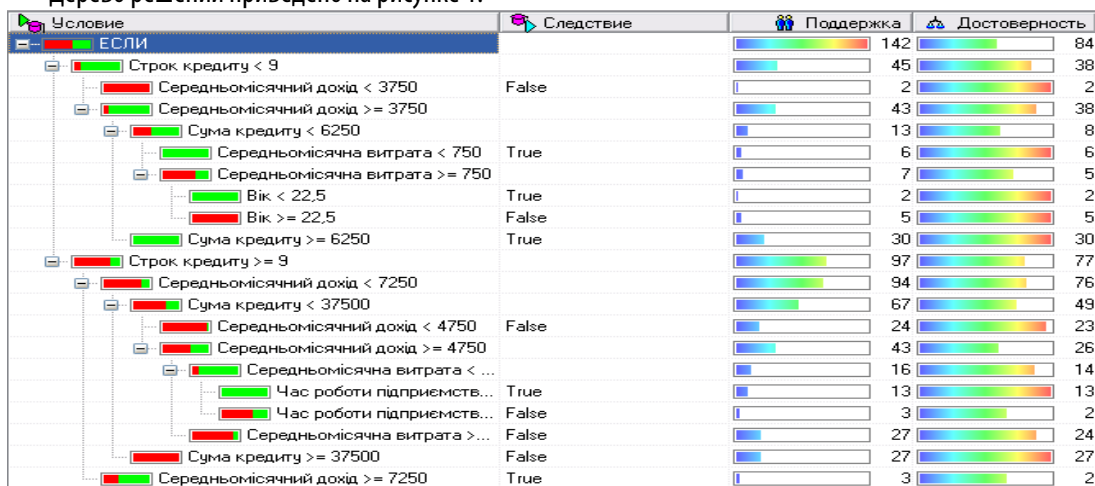 Дерево решений приведено на рисунке 1.
Условие Следствие Поддержка Достоверность
ЕСЛИ 142 84
Строк кредиту < 9 45 38
Середньомісячний дохід < 3750 False 2 2
Середньомісячний дохід >= 3750 43 38
Сума кредиту < 6250 13 8
Середньомісячна витрата < 750 True 6 6
Середньомісячна витрата >= 750 7 5
Вік < 22,5 True 2 2
Вік >= 22,5 False 5 5
Сума кредиту >= 6250 True 30 30
Строк кредиту >= 9 97 77
Середньомісячний дохід < 7250 94 76
Сума кредиту < 37500 67 49
Середньомісячний дохід < 4750 False 24 23
Середньомісячний дохід >= 4750 43 26
Середньомісячна витрата < ... 16 14
Час роботи підприємств... True 13 13
Час роботи підприємств... False 3 2
Середньомісячна витрата >... False 27 24
Сума кредиту >= 37500 False 27 27
Середньомісячний дохід >= 7250 True 3 2